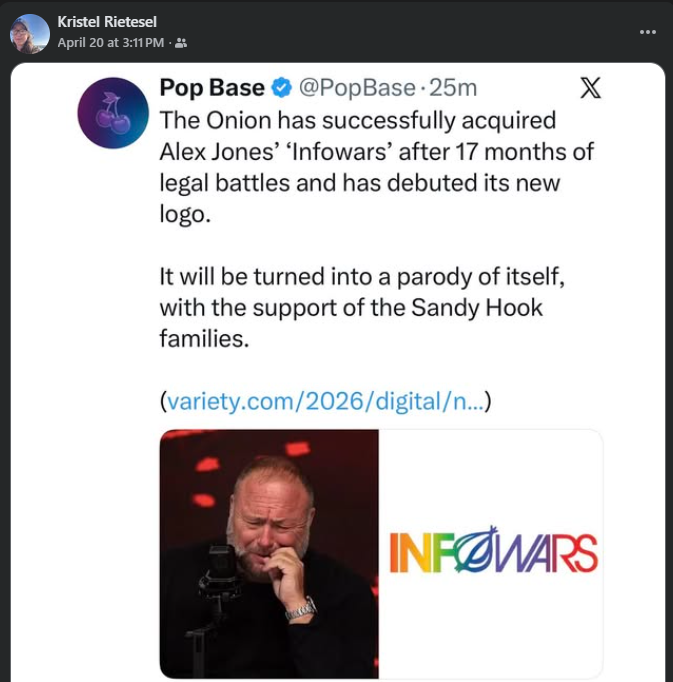 Kristel Rietesel
April 20 at 3:11 PM ·
Pop Base @PopBase · 25m
The Onion has successfully acquired
Alex Jones’ ‘Infowars’ after 17 months of
legal battles and has debuted its new
logo.
It will be turned into a parody of itself,
with the support of the Sandy Hook
families.
(variety.com/2026/digital/n...)
INFOWARS